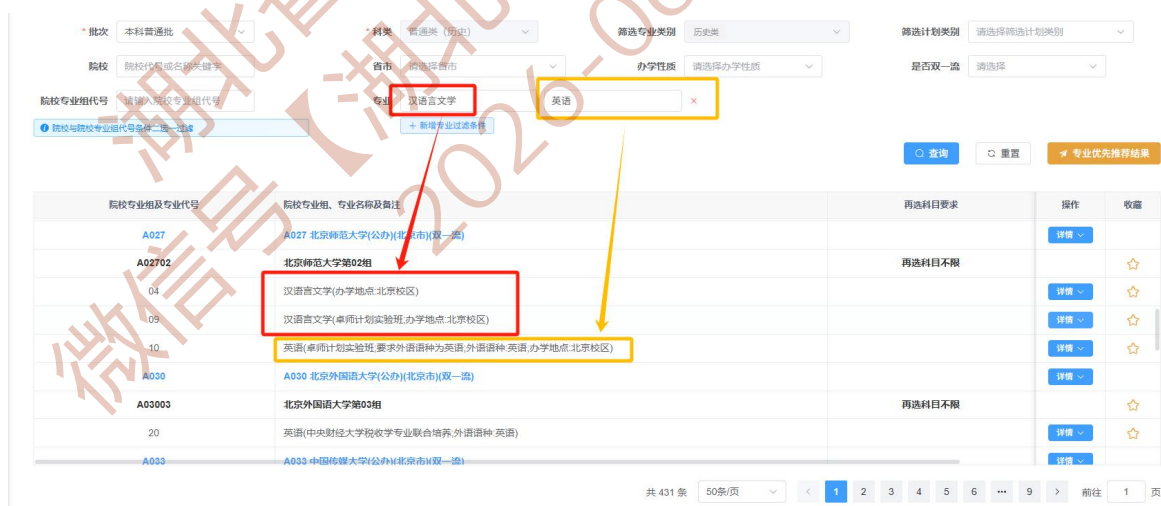 * 批次 本科普通批 * 科类 普通类 (历史) 筛选专业类别 历史类 筛选计划类别 请选择筛选计划类别
院校 院校代号或名称关键字 省市 请选择省市 办学性质 请选择办学性质 是否双一流 请选择
院校专业组代号 请输入院校专业组代号 专业 汉语言文学 英语 ×
院校与院校专业组代号条件二选一过滤 + 新增专业过滤条件
查询 重置 专业优先推荐结果
院校专业组及专业代号 院校专业组、专业名称及备注 再选科目要求 操作 收藏
A027 A027 北京师范大学(公办)(北京市)(双一流) 详情
A02702 北京师范大学第02组 再选科目不限
04 汉语言文学(办学地点:北京校区) 详情
09 汉语言文学(卓师计划实验班;办学地点:北京校区) 详情
10 英语(卓师计划实验班;要求外语语种为英语;外语语种:英语;办学地点:北京校区) 详情
A030 A030 北京外国语大学(公办)(北京市)(双一流) 详情
A03003 北京外国语大学第03组 再选科目不限
20 英语(中央财经大学税收学专业联合培养;外语语种:英语) 详情
A033 A033 中国传媒大学(公办)(北京市)(双一流) 详情
共 431 条 50条/页 < 1 2 3 4 5 6 ··· 9 > 前往 1 页
湖北省
微信号【湖北
2026-0